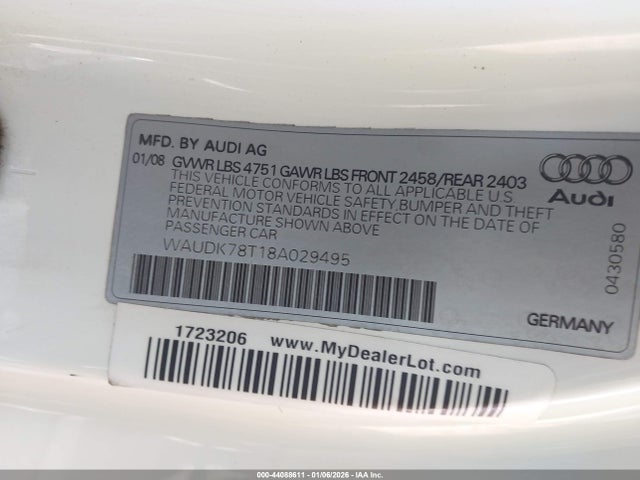 MFD. BY AUDI AG
01/08 GVWR LBS 4751 GAWR LBS FRONT 2458/REAR 2403
THIS VEHICLE CONFORMS TO ALL APPLICABLE U.S.
FEDERAL MOTOR VEHICLE SAFETY, BUMPER AND THEFT
PREVENTION STANDARDS IN EFFECT ON THE DATE OF
MANUFACTURE SHOWN ABOVE.
PASSENGER CAR
WAUDK78T18A029495
Audi
0430580
GERMANY
1723206 www.MyDealerLot.com
000-44088611 - 01/06/2026 - IAA Inc.